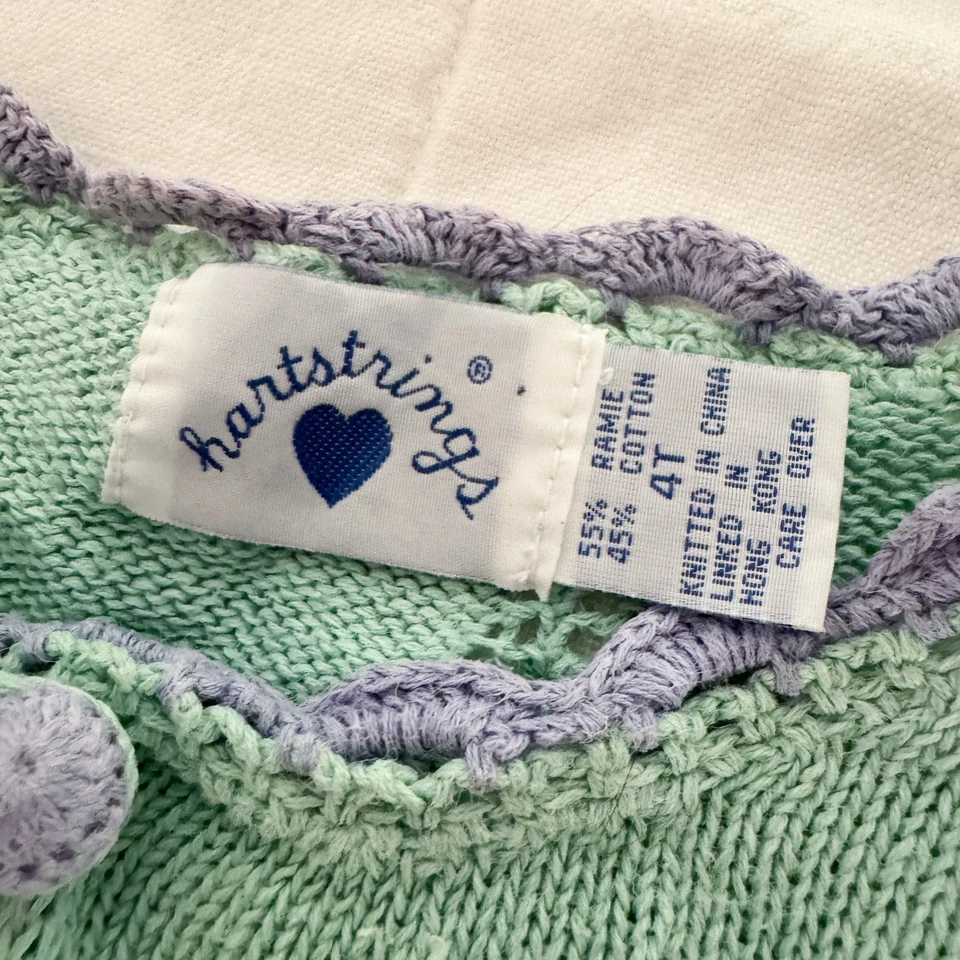 hartstrings®
55% RAMIE
45% COTTON
4T
KNITTED IN CHINA
LINKED IN
HONG KONG
CARE OVER